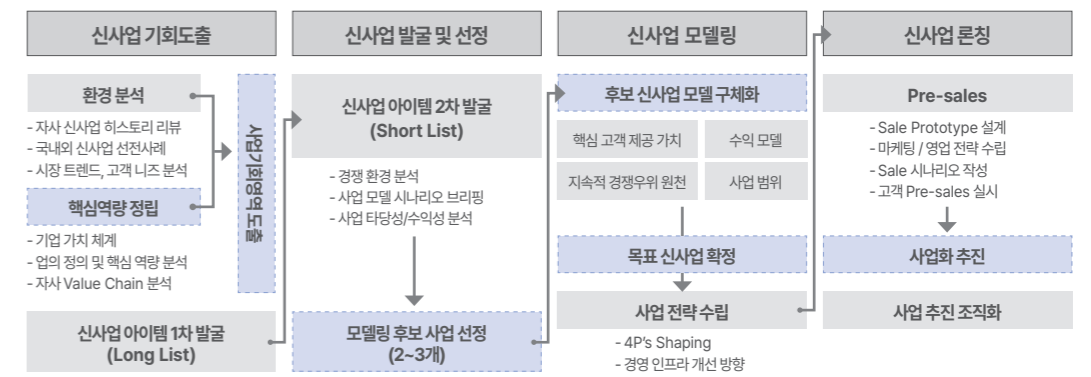 신사업 기회도출
환경 분석
- 자사 신사업 히스토리 리뷰
- 국내외 신사업 선전사례
- 시장 트렌드, 고객 니즈 분석
핵심역량 정립
- 기업 가치 체계
- 업의 정의 및 핵심 역량 분석
- 자사 Value Chain 분석
사업기회영역 도출
신사업 아이템 1차 발굴
(Long List)
신사업 발굴 및 선정
신사업 아이템 2차 발굴
(Short List)
- 경쟁 환경 분석
- 사업 모델 시나리오 브리핑
- 사업 타당성/수익성 분석
모델링 후보 사업 선정
(2~3개)
신사업 모델링
후보 신사업 모델 구체화
핵심 고객 제공 가치
수익 모델
지속적 경쟁우위 원천
사업 범위
목표 신사업 확정
사업 전략 수립
- 4P's Shaping
- 경영 인프라 개선 방향
신사업 론칭
Pre-sales
- Sale Prototype 설계
- 마케팅 / 영업 전략 수립
- Sale 시나리오 작성
- 고객 Pre-sales 실시
사업화 추진
사업 추진 조직화